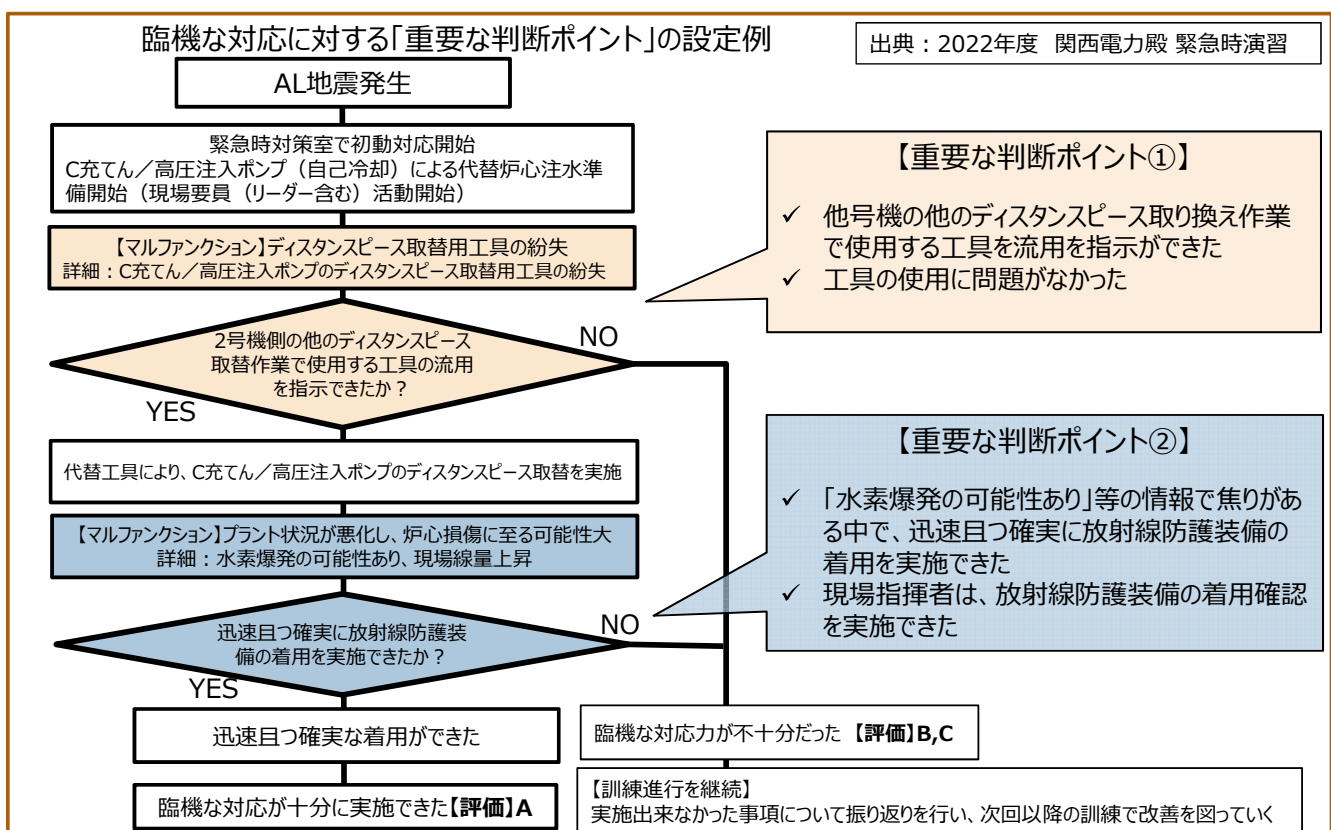 臨機な対応に対する「重要な判断ポイント」の設定例
出典：2022年度 関西電力殿 緊急時演習
AL地震発生
緊急時対策室で初動対応開始
C充てん／高圧注入ポンプ（自己冷却）による代替炉心注水準
備開始（現場要員（リーダー含む）活動開始）
【マルファンクション】ディスタンスピース取替用工具の紛失
詳細：C充てん／高圧注入ポンプのディスタンスピース取替用工具の紛失
【重要な判断ポイント①】
✓ 他号機の他のディスタンスピース取り換え作業
で使用する工具を流用を指示ができた
✓ 工具の使用に問題がなかった
2号機側の他のディスタンスピース
取替作業で使用する工具の流用
を指示できたか？
NO
YES
代替工具により、C充てん／高圧注入ポンプのディスタンスピース取替を実施
【マルファンクション】プラント状況が悪化し、炉心損傷に至る可能性大
詳細：水素爆発の可能性あり、現場線量上昇
【重要な判断ポイント②】
✓ 「水素爆発の可能性あり」等の情報で焦りがあ
る中で、迅速且つ確実に放射線防護装備の
着用を実施できた
✓ 現場指揮者は、放射線防護装備の着用確認
を実施できた
迅速且つ確実に放射線防護装
備の着用を実施できたか？
NO
YES
迅速且つ確実な着用ができた
臨機な対応力が不十分だった 【評価】B,C
臨機な対応が十分に実施できた【評価】A
【訓練進行を継続】
実施出来なかった事項について振り返りを行い、次回以降の訓練で改善を図っていく